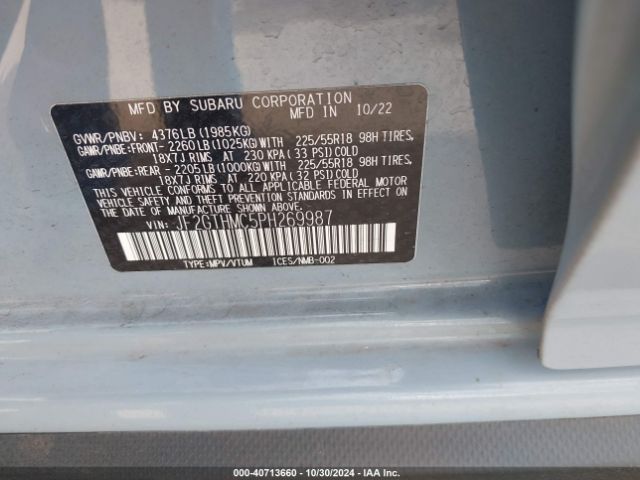 MFD BY SUBARU CORPORATION
MFD IN 10/22
GVWR/PNBV: 4376LB(1985KG)
GAWR/PNBE:FRONT- 2260LB(1025KG)WITH 225/55R18 98H TIRES,
18X7J RIMS AT 230 KPA(33 PSI)COLD
GAWR/PNBE:REAR - 2205LB(1000KG)WITH 225/55R18 98H TIRES,
18X7J RIMS AT 220 KPA(32 PSI)COLD
THIS VEHICLE CONFORMS TO ALL APPLICABLE FEDERAL MOTOR
VEHICLE SAFETY AND THEFT PREVENTION STANDARDS IN EFFECT ON
THE DATE OF MANUFACTURE SHOWN ABOVE.
VIN: JF2GTHMC5PH269987
TYPE:MPV/VTUM ICES/NMB-002
000-40713660 - 10/30/2024 - IAA Inc.